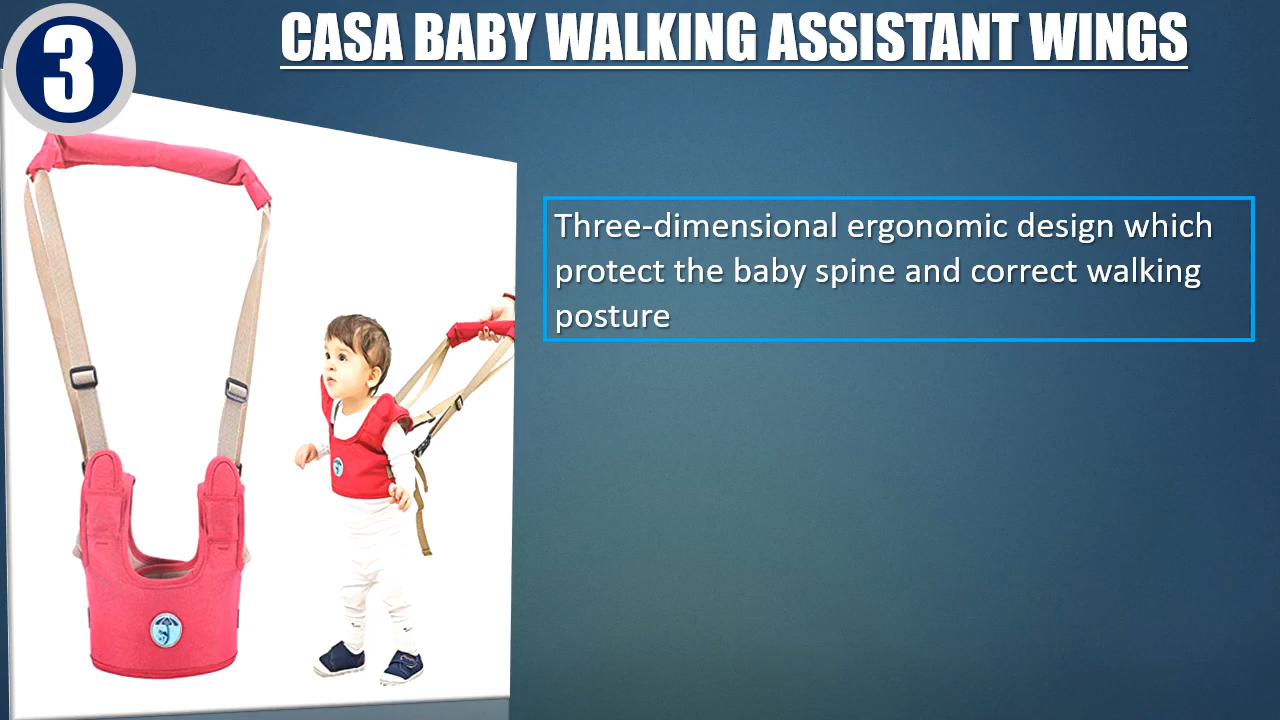 3
CASA BABY WALKING ASSISTANT WINGS
Three-dimensional ergonomic design which
protect the baby spine and correct walking
posture